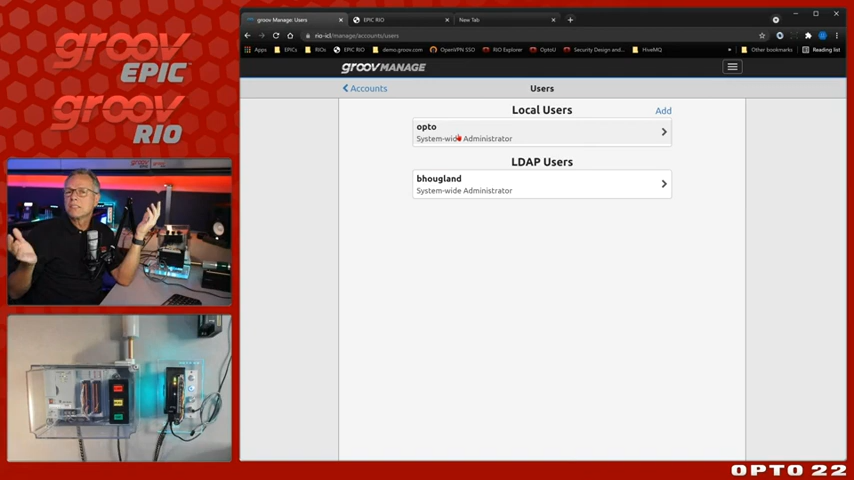 groov
EPIC
groov
RIO
groov Manage: Users
EPIC RIO
New Tab
rio-icl/manage/accounts/users
Apps
EPICs
RIOs
EPIC RIO
demo.groov.com
OpenVPN SSO
RIO Explorer
OptoU
Security Design and...
HiveMQ
Other bookmarks
Reading list
groov MANAGE
Accounts
Users
Local Users
Add
opto
System-wide Administrator
LDAP Users
bhougland
System-wide Administrator
OPTO 22